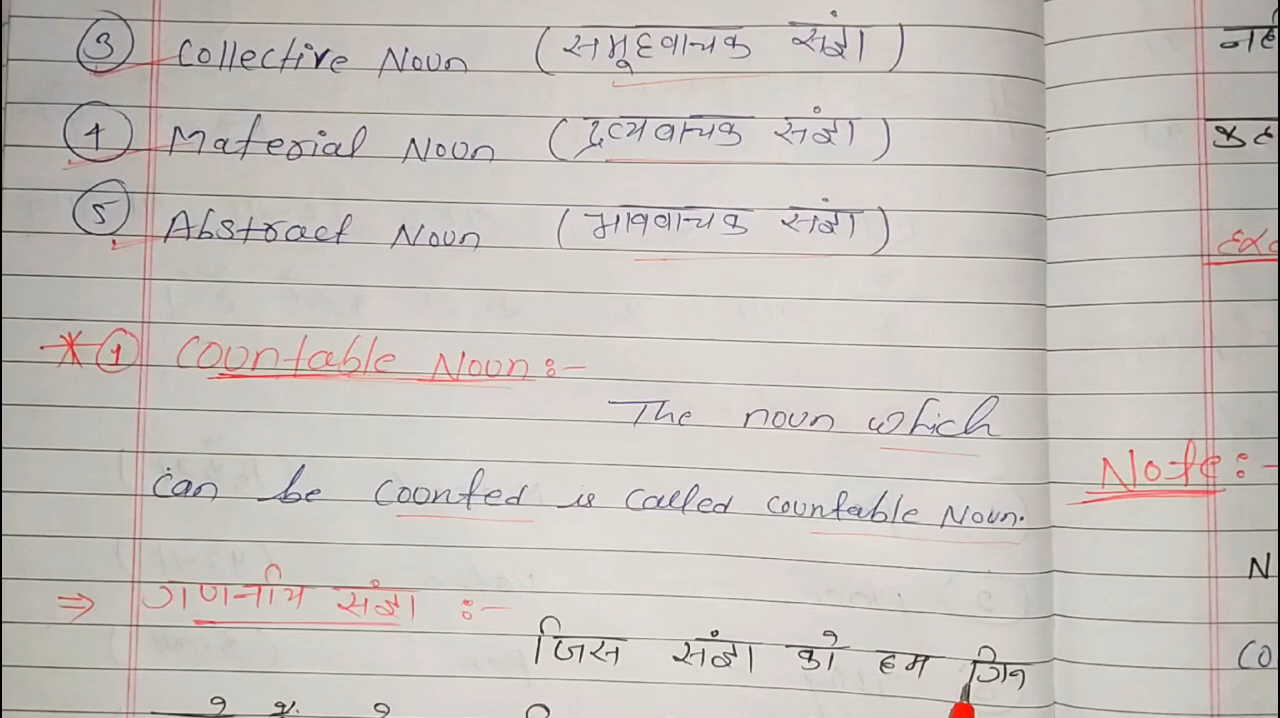 ③ Collective Noun (समूहवाचक संज्ञा)
④ Material Noun (द्रव्यवाचक संज्ञा)
⑤ Abstract Noun (भाववाचक संज्ञा)
* ① Countable Noun :-
The noun which
can be counted is called countable Noun.
⇒ गणनीय संज्ञा :-
जिस संज्ञा को हम गिन
Note :-
N
CO